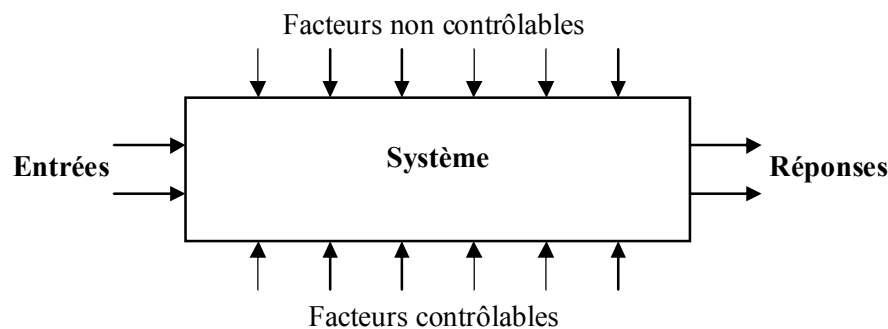 Facteurs non contrôlables
Entrées
Système
Réponses
Facteurs contrôlables